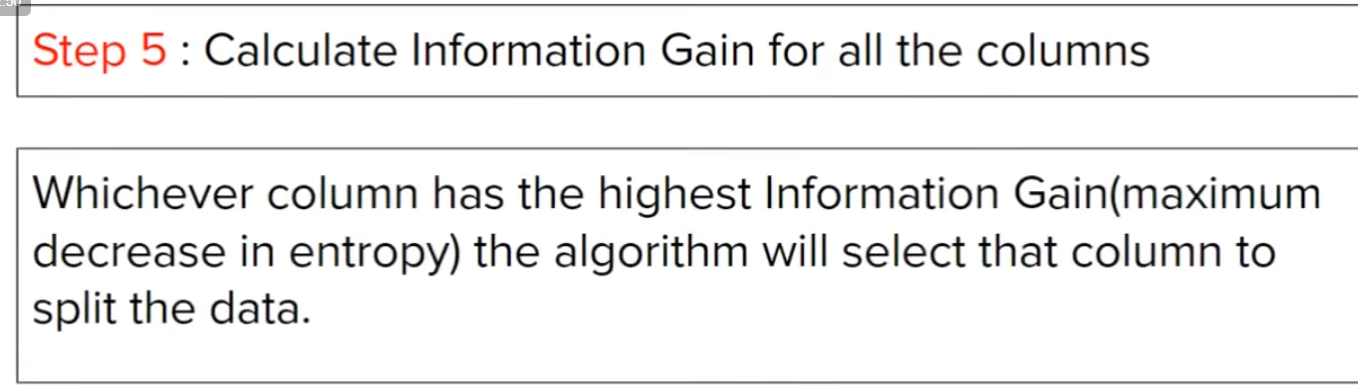 Step 5 : Calculate Information Gain for all the columns
Whichever column has the highest Information Gain(maximum
decrease in entropy) the algorithm will select that column to
split the data.